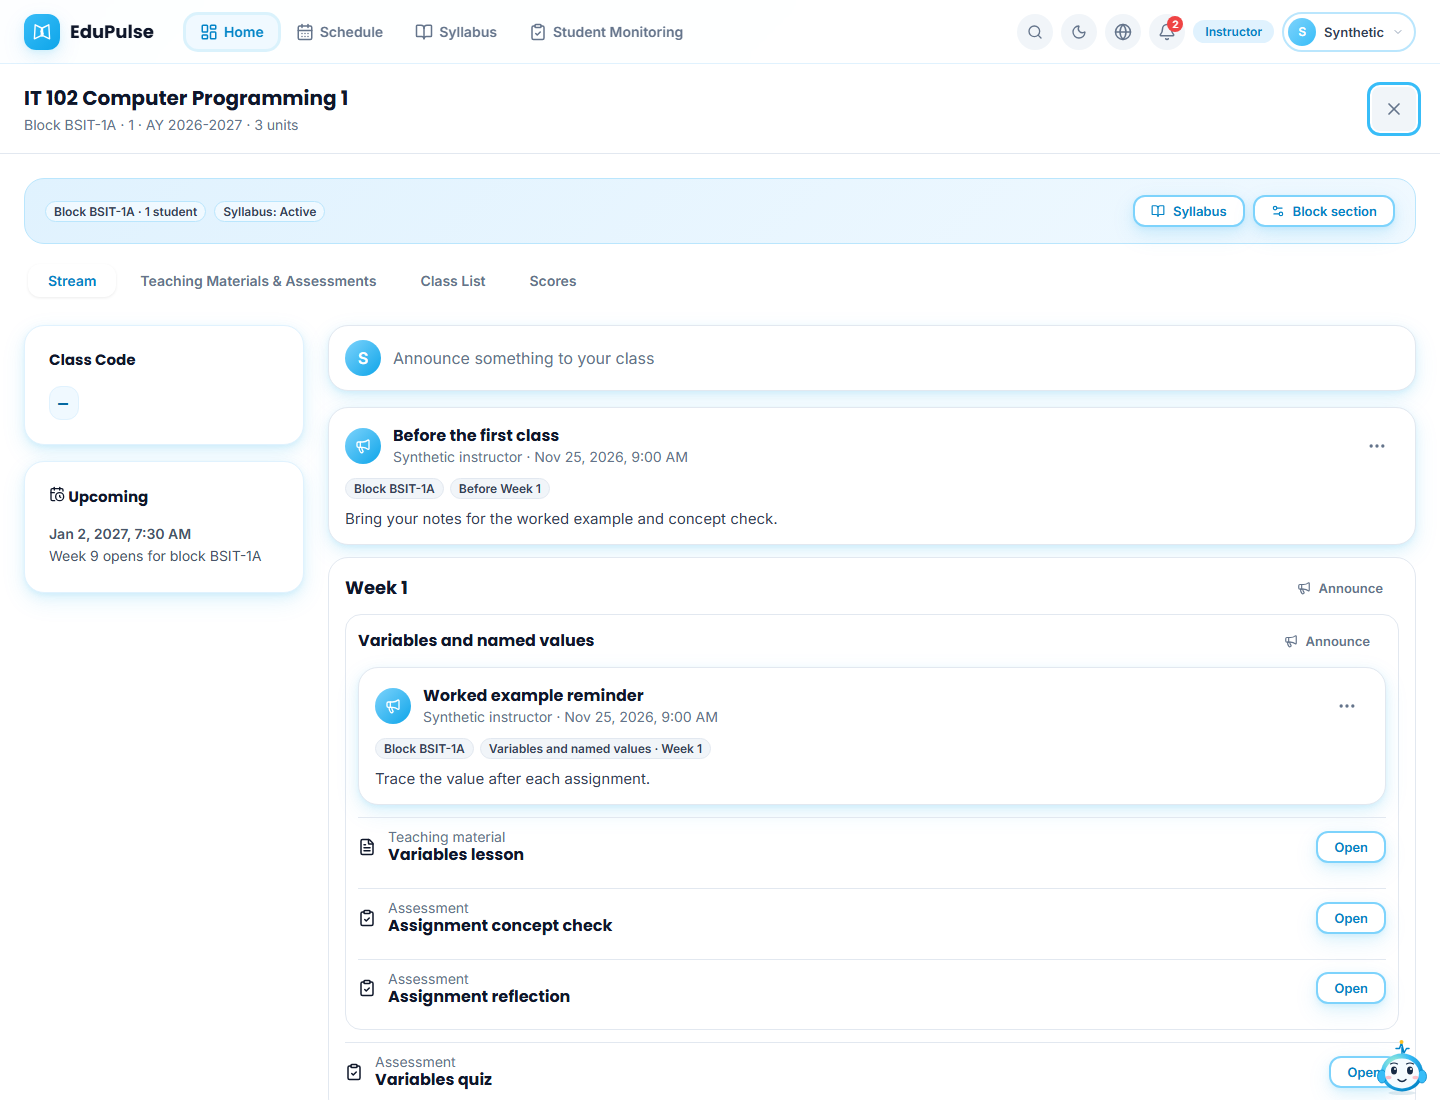 EduPulse
Home
Schedule
Syllabus
Student Monitoring
2
Instructor
S
Synthetic
IT 102 Computer Programming 1
Block BSIT-1A · 1 · AY 2026-2027 · 3 units
Block BSIT-1A · 1 student
Syllabus: Active
Syllabus
Block section
Stream
Teaching Materials & Assessments
Class List
Scores
Class Code
–
Upcoming
Jan 2, 2027, 7:30 AM
Week 9 opens for block BSIT-1A
S
Announce something to your class
Before the first class
Synthetic instructor · Nov 25, 2026, 9:00 AM
Block BSIT-1A
Before Week 1
Bring your notes for the worked example and concept check.
Week 1
Announce
Variables and named values
Announce
Worked example reminder
Synthetic instructor · Nov 25, 2026, 9:00 AM
Block BSIT-1A
Variables and named values · Week 1
Trace the value after each assignment.
Teaching material
Variables lesson
Open
Assessment
Assignment concept check
Open
Assessment
Assignment reflection
Open
Assessment
Variables quiz
Open